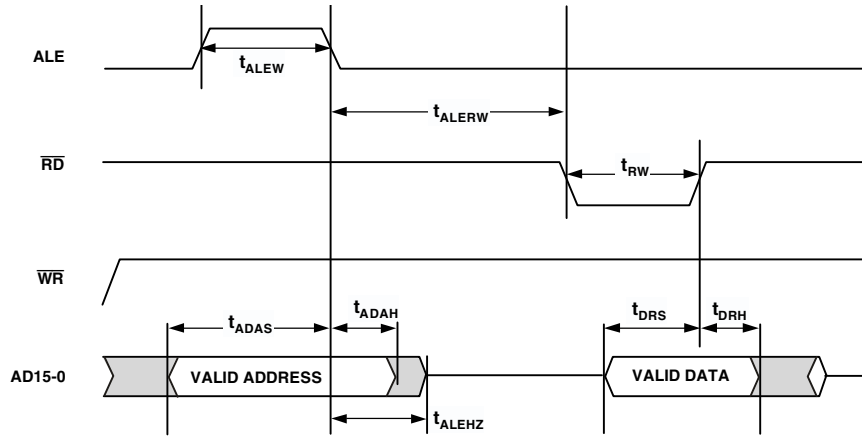 ALE
tALEW
tALERW
RD
tRW
WR
tADAS
tADAH
tDRS
tDRH
AD15-0
VALID ADDRESS
VALID DATA
tALEHZ